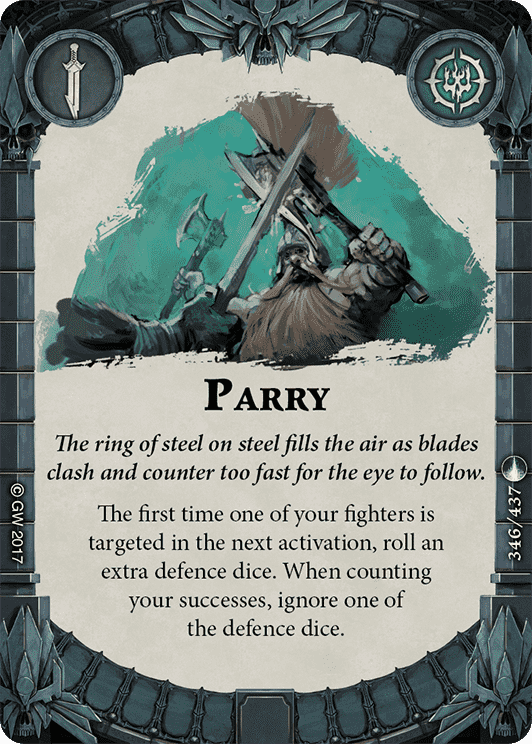 PARRY
The ring of steel on steel fills the air as blades
clash and counter too fast for the eye to follow.
The first time one of your fighters is
targeted in the next activation, roll an
extra defence dice. When counting
your successes, ignore one of
the defence dice.
© GW 2017
346/437